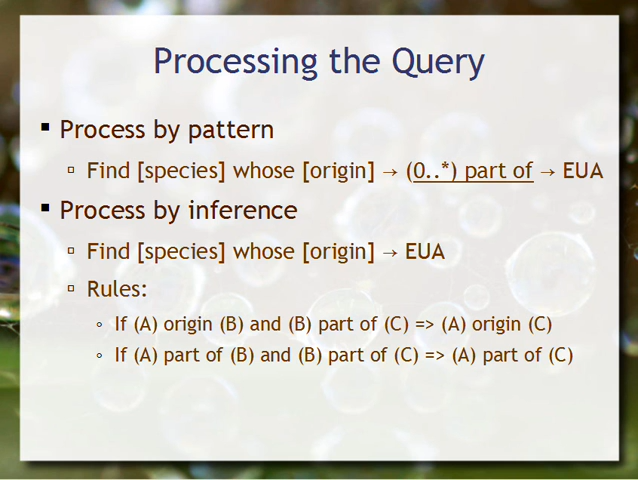 Processing the Query
Process by pattern
Find [species] whose [origin] → (0..*) part of → EUA
Process by inference
Find [species] whose [origin] → EUA
Rules:
If (A) origin (B) and (B) part of (C) => (A) origin (C)
If (A) part of (B) and (B) part of (C) => (A) part of (C)